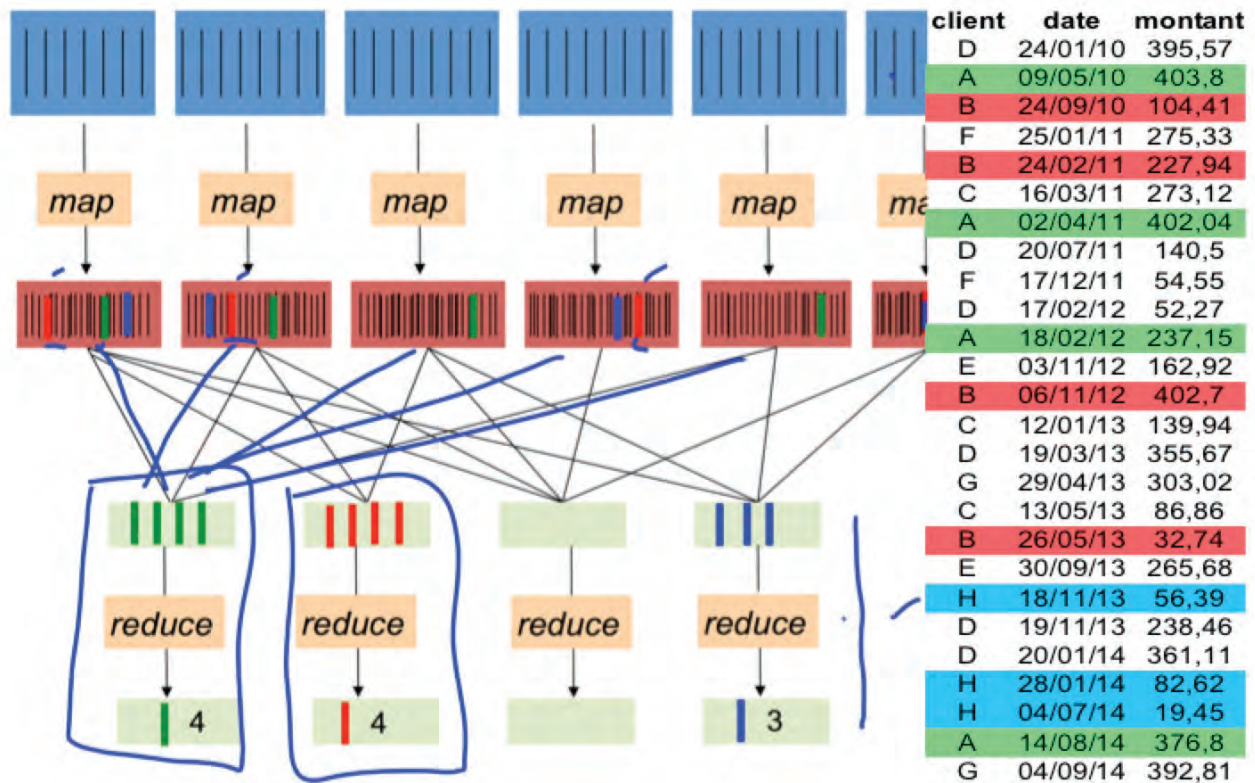 map map map map map ma
reduce reduce reduce reduce
4 4 3
client date montant
D 24/01/10 395,57
A 09/05/10 403,8
B 24/09/10 104,41
F 25/01/11 275,33
B 24/02/11 227,94
C 16/03/11 273,12
A 02/04/11 402,04
D 20/07/11 140,5
F 17/12/11 54,55
D 17/02/12 52,27
A 18/02/12 237,15
E 03/11/12 162,92
B 06/11/12 402,7
C 12/01/13 139,94
D 19/03/13 355,67
G 29/04/13 303,02
C 13/05/13 86,86
B 26/05/13 32,74
E 30/09/13 265,68
H 18/11/13 56,39
D 19/11/13 238,46
D 20/01/14 361,11
H 28/01/14 82,62
H 04/07/14 19,45
A 14/08/14 376,8
G 04/09/14 392,81